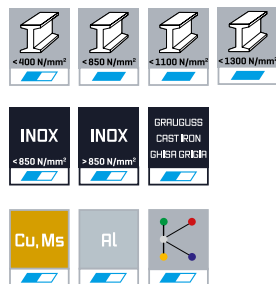 <400 N/mm² <850 N/mm² <1100 N/mm² <1300 N/mm²
INOX INOX GRAUGUSS
CAST IRON
GHISA GRIGIA
<850 N/mm² >850 N/mm²
Cu, Ms Al